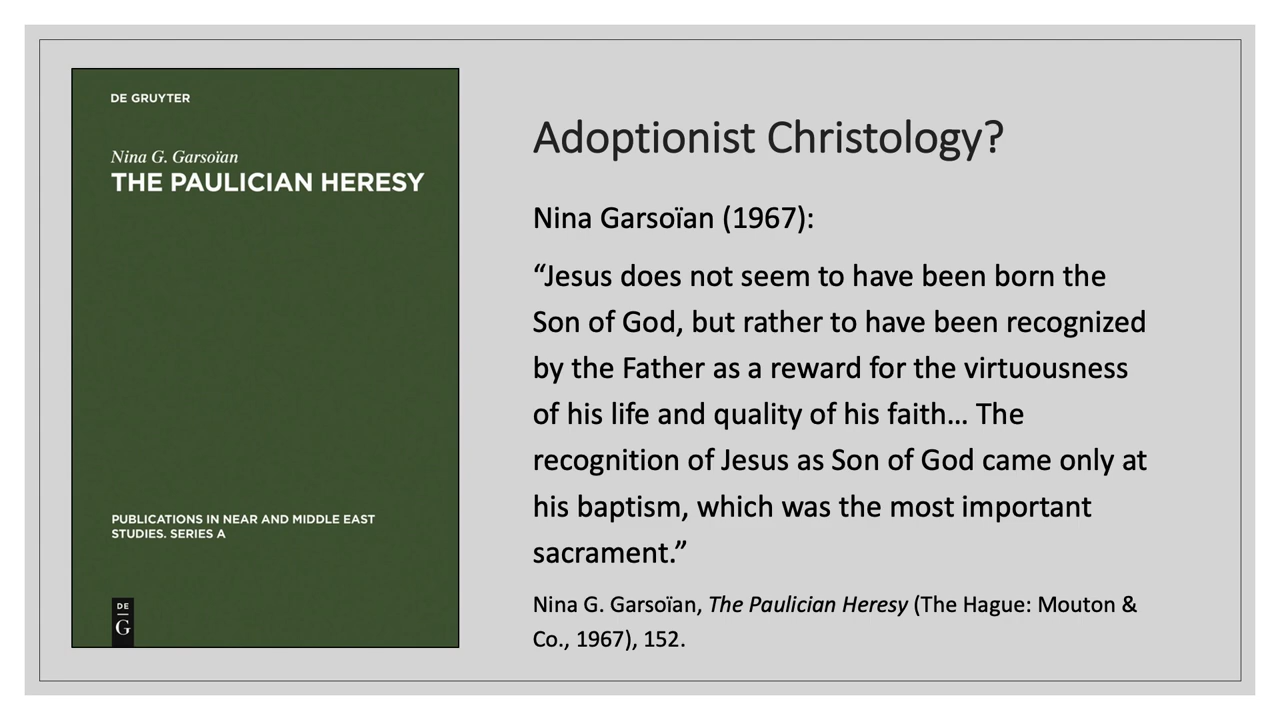 DE GRUYTER
Nina G. Garsoïan
THE PAULICIAN HERESY
PUBLICATIONS IN NEAR AND MIDDLE EAST
STUDIES. SERIES A
DE
G
Adoptionist Christology?
Nina Garsoïan (1967):
“Jesus does not seem to have been born the
Son of God, but rather to have been recognized
by the Father as a reward for the virtuousness
of his life and quality of his faith… The
recognition of Jesus as Son of God came only at
his baptism, which was the most important
sacrament.”
Nina G. Garsoïan, The Paulician Heresy (The Hague: Mouton &
Co., 1967), 152.